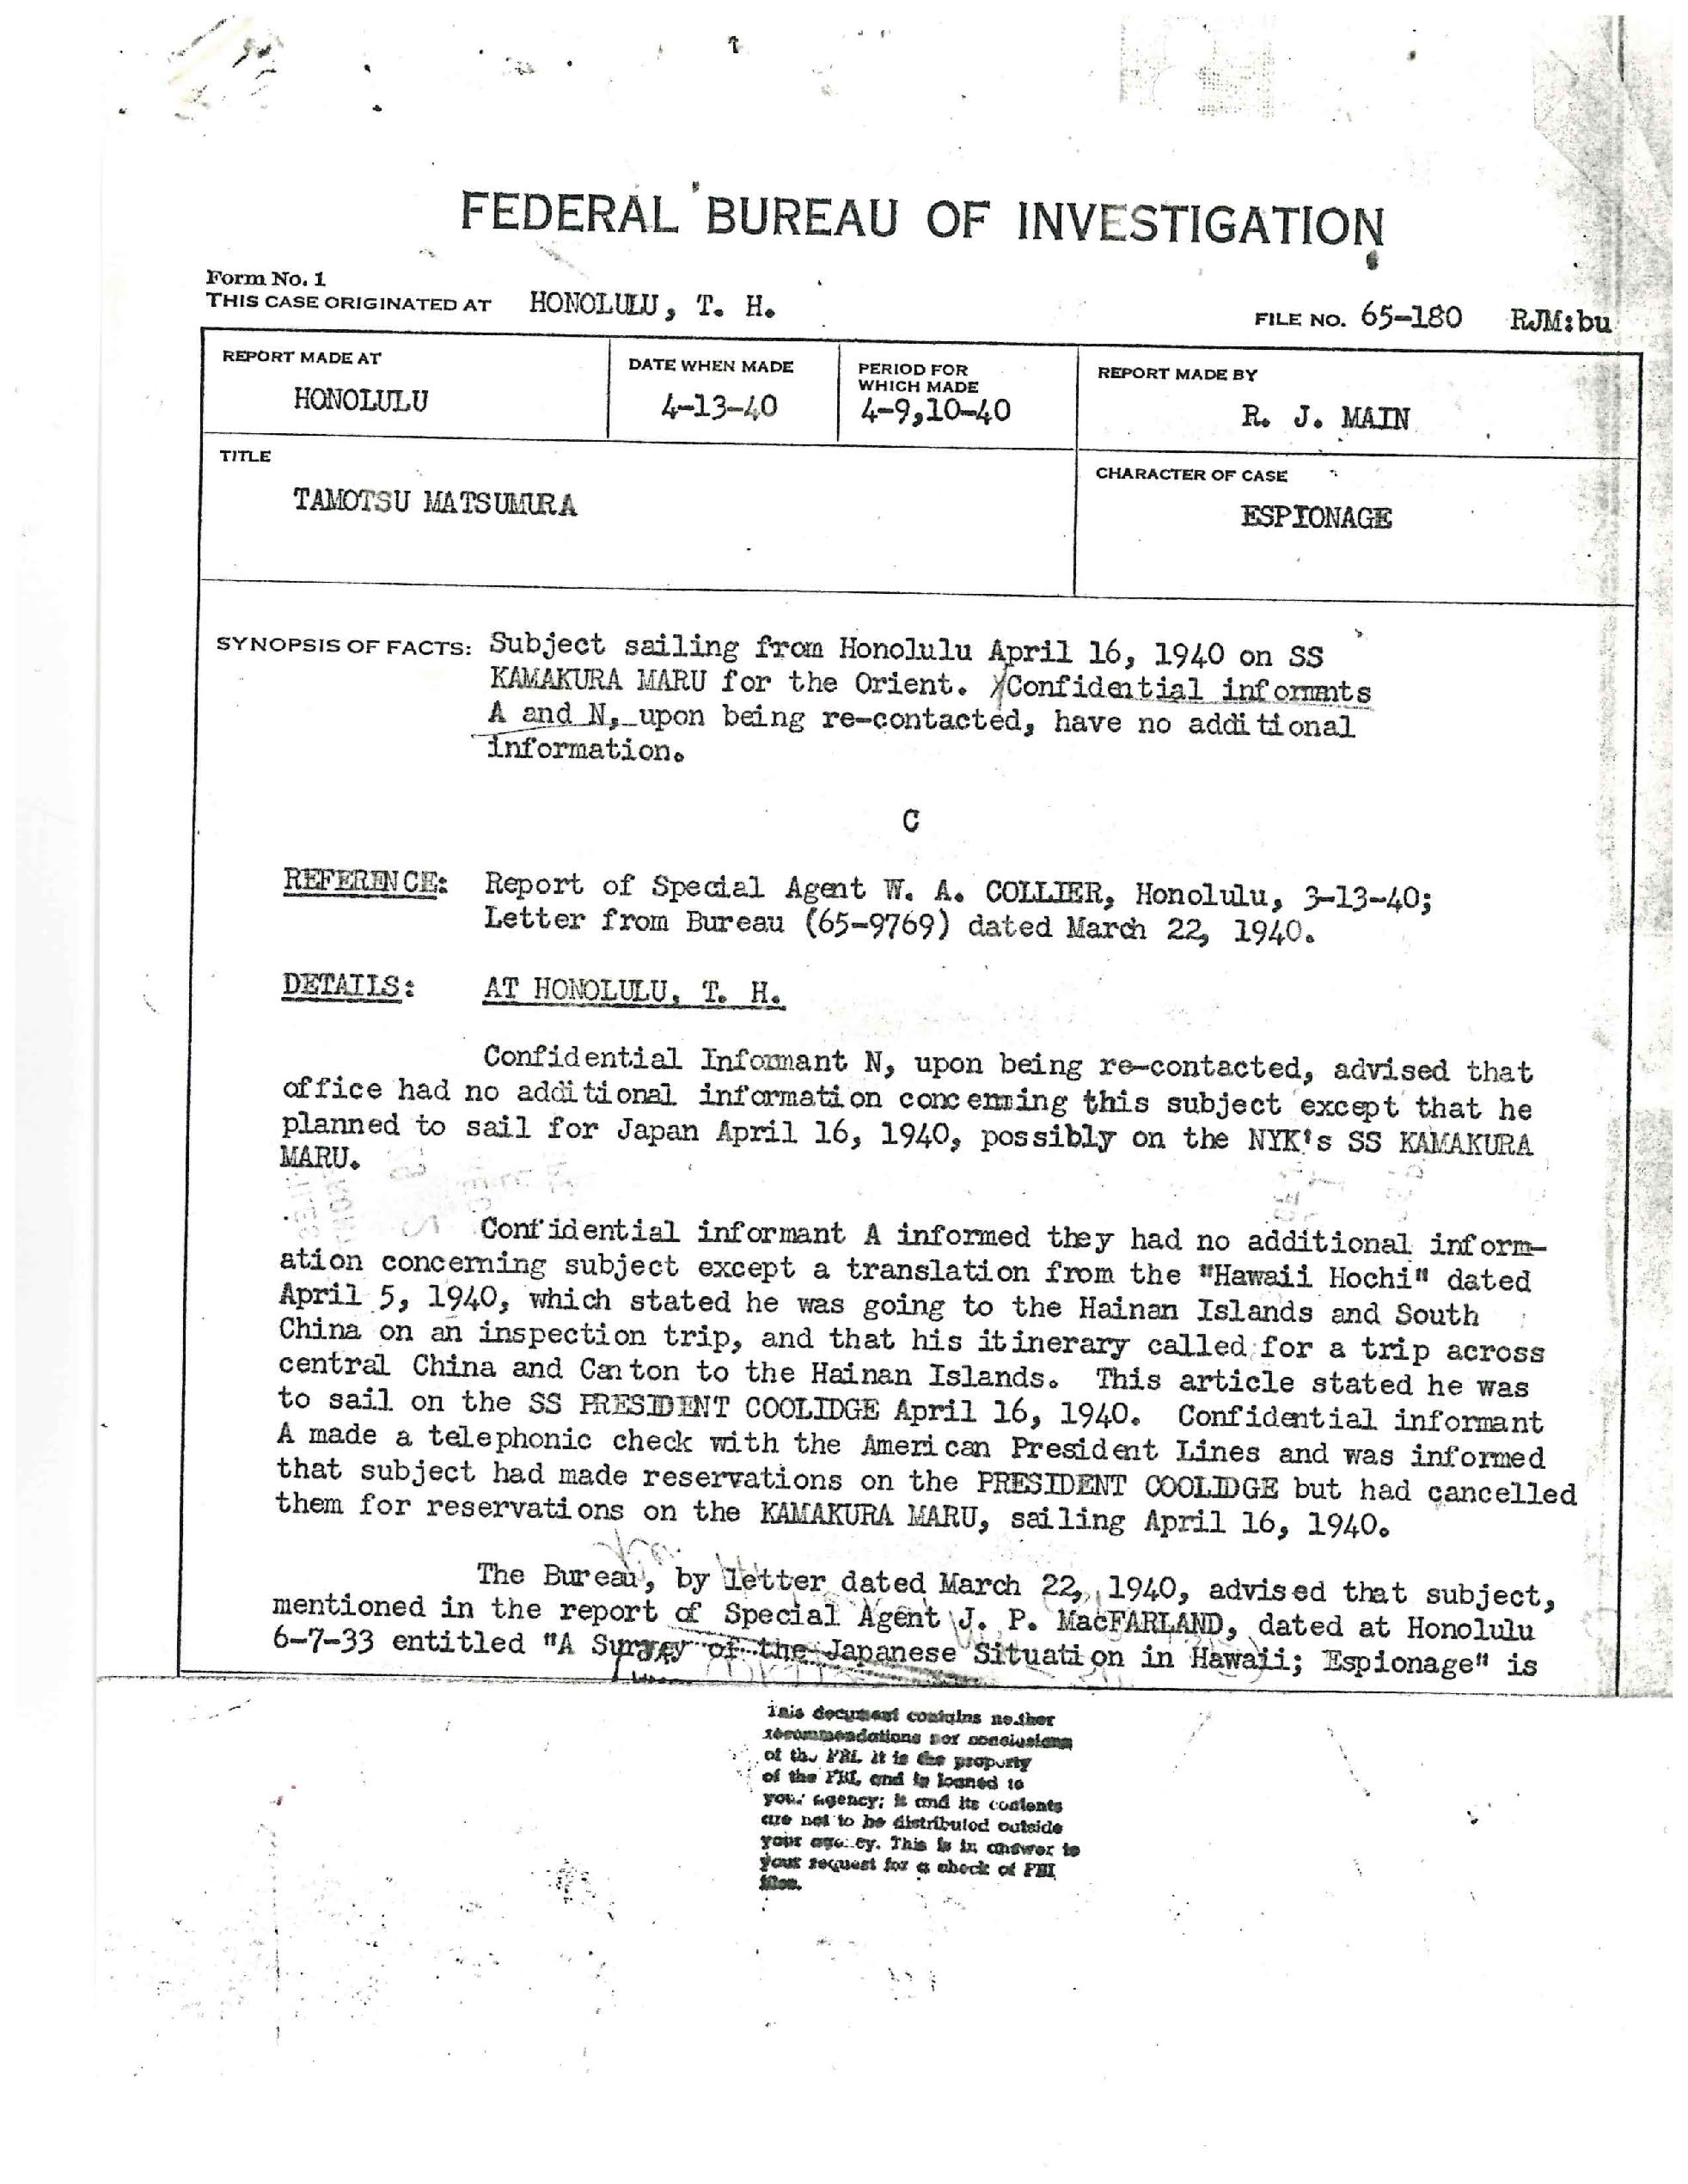 FEDERAL BUREAU OF INVESTIGATION
Form No. 1
THIS CASE ORIGINATED AT HONOLULU, T. H.
FILE NO. 65-180 RJM:bu
REPORT MADE AT
HONOLULU
DATE WHEN MADE
4-13-40
PERIOD FOR
WHICH MADE
4-9,10-40
REPORT MADE BY
R. J. MAIN
TITLE
TAMOTSU MATSUMURA
CHARACTER OF CASE
ESPIONAGE
SYNOPSIS OF FACTS: Subject sailing from Honolulu April 16, 1940 on SS
KAMAKURA MARU for the Orient. Confidential informnts
A and N, upon being re-contacted, have no additional
information.
C
REFERENCE: Report of Special Agent W. A. COLLIER, Honolulu, 3-13-40;
Letter from Bureau (65-9769) dated March 22, 1940.
DETAILS: AT HONOLULU, T. H.
Confidential Informant N, upon being re-contacted, advised that
office had no additional information concerning this subject except that he
planned to sail for Japan April 16, 1940, possibly on the NYK's SS KAMAKURA
MARU.
Confidential informant A informed they had no additional inform-
ation concerning subject except a translation from the "Hawaii Hochi" dated
April 5, 1940, which stated he was going to the Hainan Islands and South
China on an inspection trip, and that his itinerary called for a trip across
central China and Canton to the Hainan Islands. This article stated he was
to sail on the SS PRESIDENT COOLIDGE April 16, 1940. Confidential informant
A made a telephonic check with the American President Lines and was informed
that subject had made reservations on the PRESIDENT COOLIDGE but had cancelled
them for reservations on the KAMAKURA MARU, sailing April 16, 1940.
The Bureau, by letter dated March 22, 1940, advised that subject,
mentioned in the report of Special Agent J. P. MacFARLAND, dated at Honolulu
6-7-33 entitled "A Survey of the Japanese Situation in Hawaii; Espionage" is
This document contains neither
recommendations nor conclusions
of the FBI. It is the property
of the FBI, and is loaned to
your agency; it and its contents
are not to be distributed outside
your agency. This is in answer to
your request for a check of FBI
files.